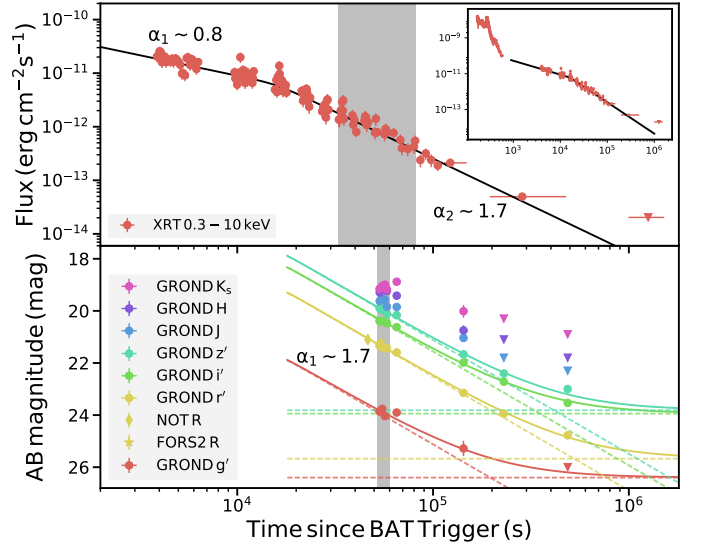 10⁻¹⁰
10⁻¹¹
10⁻¹²
10⁻¹³
10⁻¹⁴
Flux (erg cm⁻²s⁻¹)
α₁ ~ 0.8
α₂ ~ 1.7
XRT 0.3 − 10 keV
10⁻⁹
10⁻¹¹
10⁻¹³
10³ 10⁴ 10⁵ 10⁶
18
20
22
24
26
AB magnitude (mag)
GROND Kₛ
GROND H
GROND J
GROND z′
GROND i′
GROND r′
NOT R
FORS2 R
GROND g′
α₁ ~ 1.7
10⁴ 10⁵ 10⁶
Time since BAT Trigger (s)